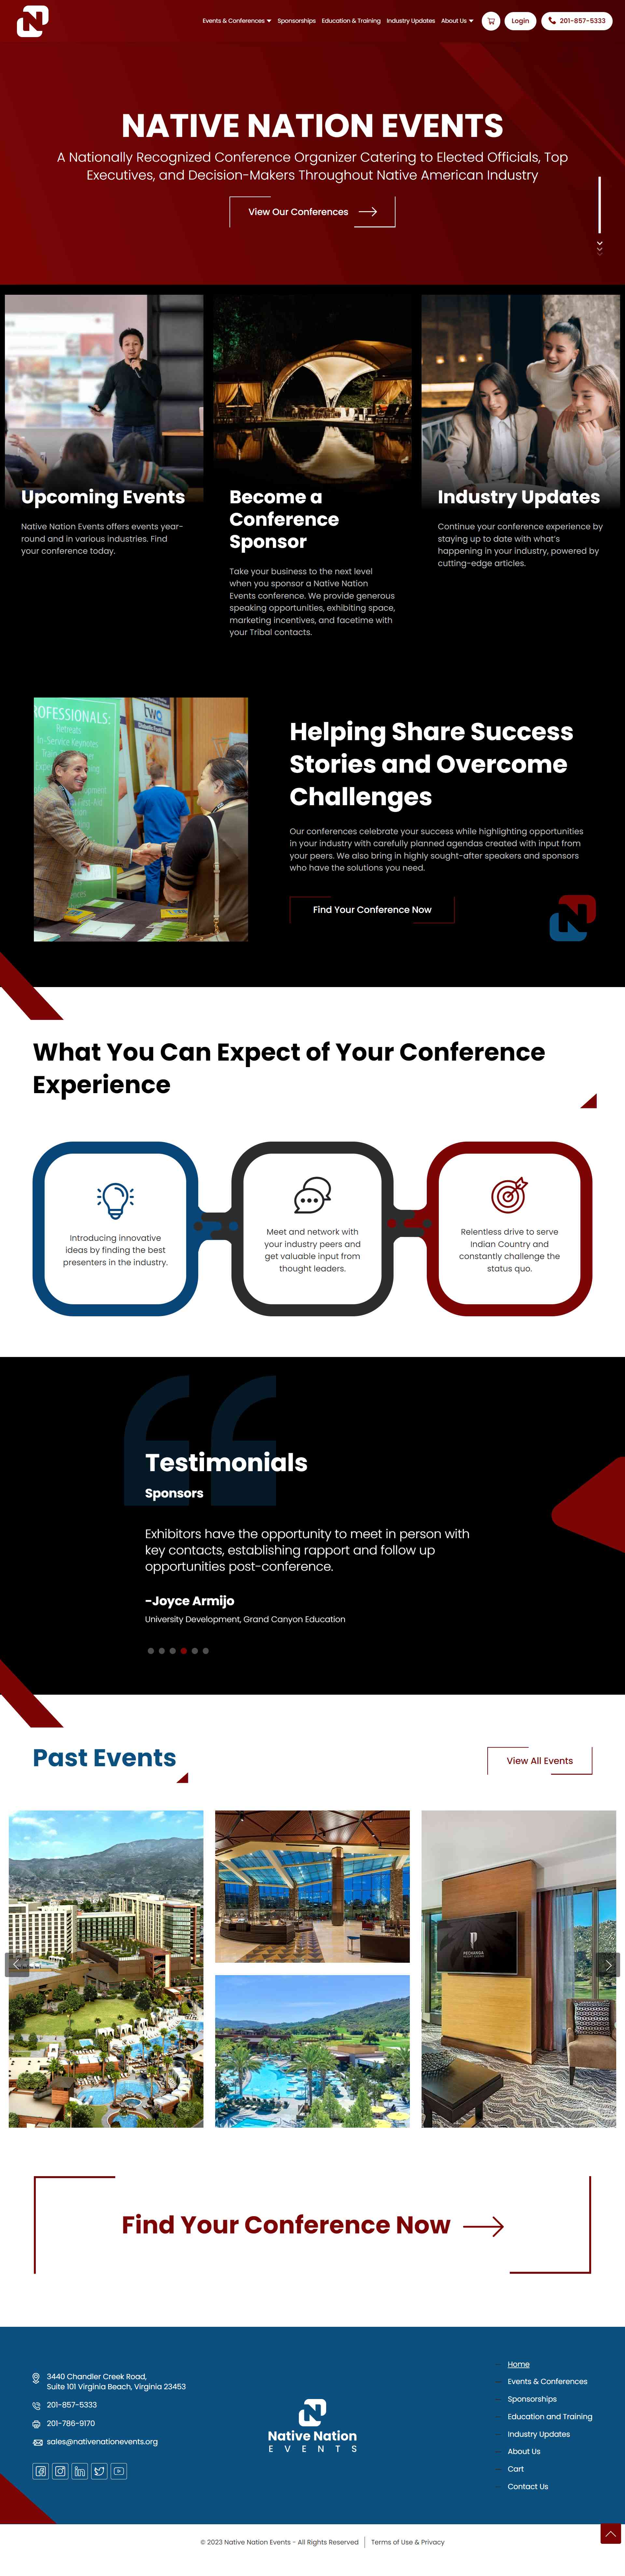 Events & Conferences
Sponsorships
Education & Training
Industry Updates
About Us
Login
201-857-5333
NATIVE NATION EVENTS
A Nationally Recognized Conference Organizer Catering to Elected Officials, Top
Executives, and Decision-Makers Throughout Native American Industry
View Our Conferences
Upcoming Events
Native Nation Events offers events year-
round and in various industries. Find
your conference today.
Become a
Conference
Sponsor
Take your business to the next level
when you sponsor a Native Nation
Events conference. We provide generous
speaking opportunities, exhibiting space,
marketing incentives, and facetime with
your Tribal contacts.
Industry Updates
Continue your conference experience by
staying up to date with what's
happening in your industry, powered by
cutting-edge articles.
ROFESSIONALS:
Retreats
In-Service Keynotes
two
Helping Share Success
Stories and Overcome
Challenges
Our conferences celebrate your success while highlighting opportunities
in your industry with carefully planned agendas created with input from
your peers. We also bring in highly sought-after speakers and sponsors
who have the solutions you need.
Find Your Conference Now
What You Can Expect of Your Conference
Experience
Introducing innovative
ideas by finding the best
presenters in the industry.
Meet and network with
your industry peers and
get valuable input from
thought leaders.
Relentless drive to serve
Indian Country and
constantly challenge the
status quo.
Testimonials
Sponsors
Exhibitors have the opportunity to meet in person with
key contacts, establishing rapport and follow up
opportunities post-conference.
-Joyce Armijo
University Development, Grand Canyon Education
Past Events
View All Events
PECHANGA
Find Your Conference Now
3440 Chandler Creek Road,
Suite 101 Virginia Beach, Virginia 23453
201-857-5333
201-786-9170
sales@nativenationevents.org
Native Nation
EVENTS
Home
Events & Conferences
Sponsorships
Education and Training
Industry Updates
About Us
Cart
Contact Us
© 2023 Native Nation Events - All Rights Reserved
Terms of Use & Privacy